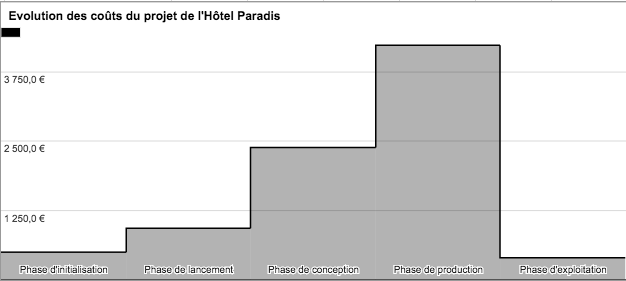 Evolution des coûts du projet de l'Hôtel Paradis
3 750,0 €
2 500,0 €
1 250,0 €
Phase d'initialisation
Phase de lancement
Phase de conception
Phase de production
Phase d'exploitation